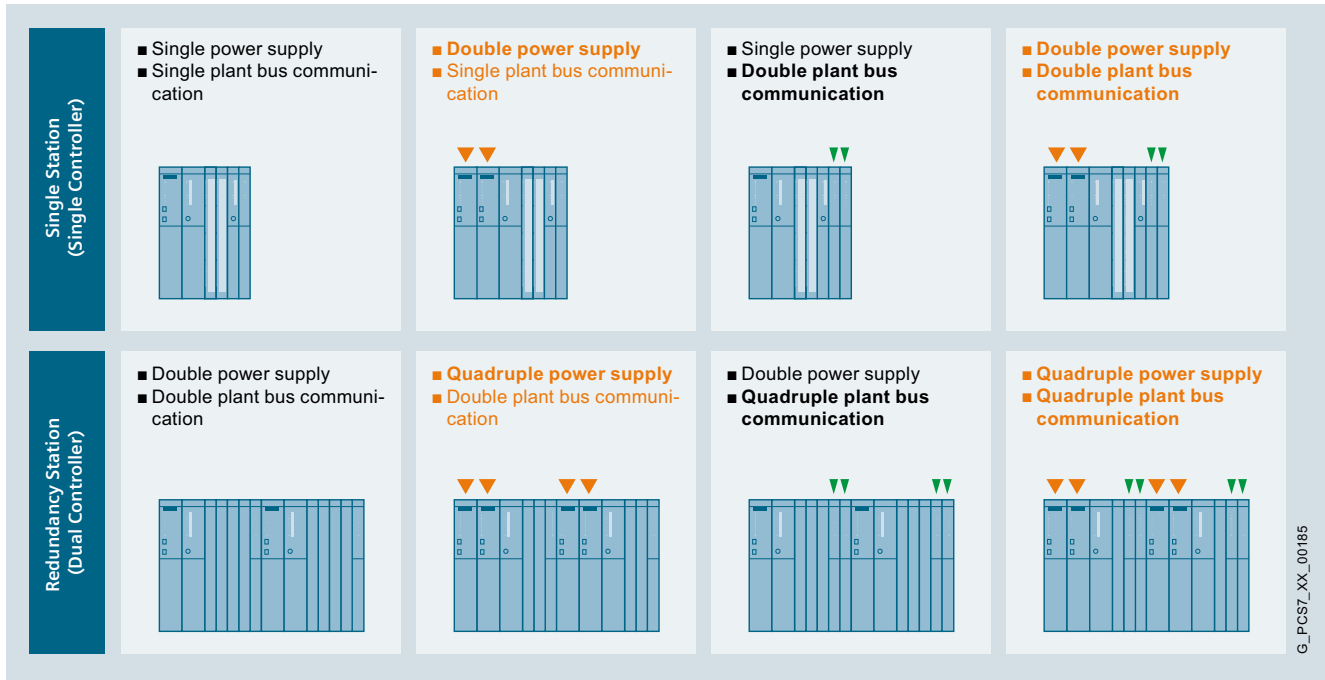 Single Station
(Single Controller)
■ Single power supply
■ Single plant bus communi-
cation
■ Double power supply
■ Single plant bus communi-
cation
■ Single power supply
■ Double plant bus
communication
■ Double power supply
■ Double plant bus
communication
Redundancy Station
(Dual Controller)
■ Double power supply
■ Double plant bus communi-
cation
■ Quadruple power supply
■ Double plant bus communi-
cation
■ Double power supply
■ Quadruple plant bus
communication
■ Quadruple power supply
■ Quadruple plant bus
communication
G_PCS7_XX_00185